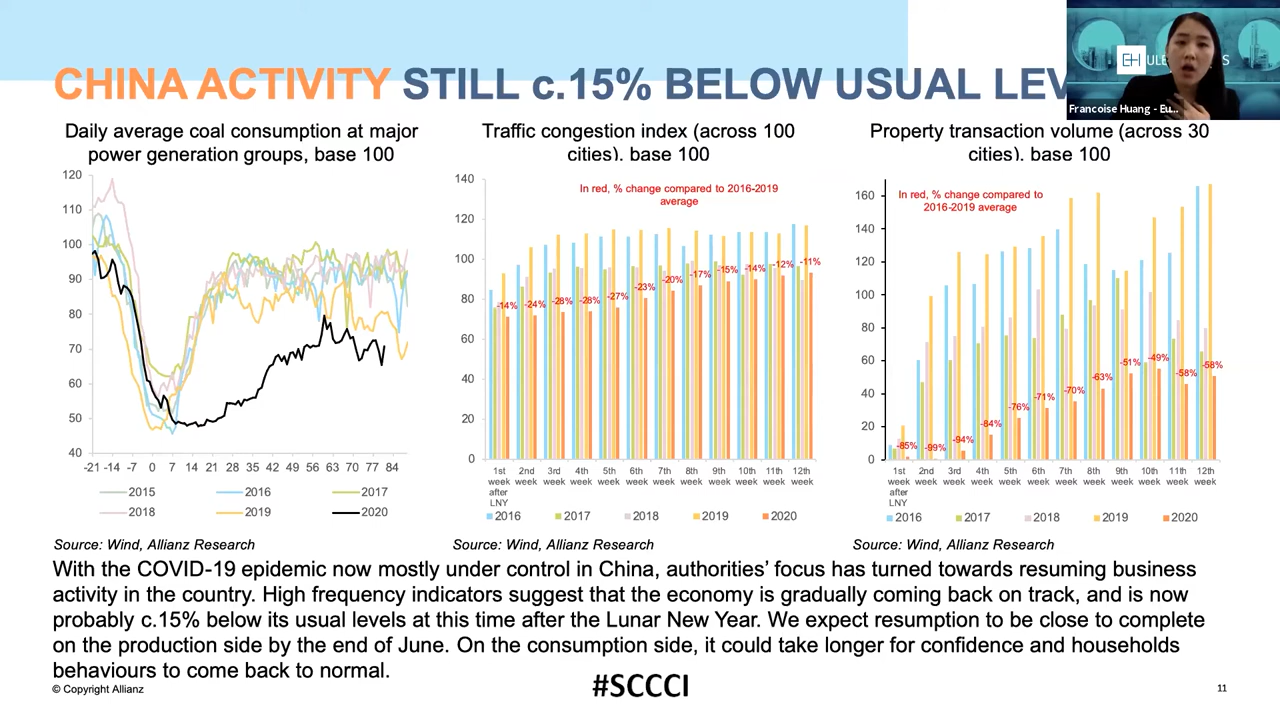 CHINA ACTIVITY STILL c.15% BELOW USUAL
Francoise Huang - Eu...
Daily average coal consumption at major
power generation groups, base 100
120
110
100
90
80
70
60
50
40
-21 -14 -7 0 7 14 21 28 35 42 49 56 63 70 77 84
2015 2016 2017
2018 2019 2020
Source: Wind, Allianz Research
Traffic congestion index (across 100
cities), base 100
In red, % change compared to 2016-2019
average
140
120
100
80
60
40
20
0
-14% -24% -28% -28% -27% -23% -20% -17% -15% -14% -12% -11%
1st 2nd 3rd 4th 5th 6th 7th 8th 9th 10th 11th 12th
week week week week week week week week week week week week
after
LNY
2016 2017 2018 2019 2020
Source: Wind, Allianz Research
Property transaction volume (across 30
cities), base 100
In red, % change compared to
2016-2019 average
160
140
120
100
80
60
40
20
0
-85% -99% -94% -84% -76% -71% -70% -63% -51% -49% -58% -58%
1st 2nd 3rd 4th 5th 6th 7th 8th 9th 10th 11th 12th
week week week week week week week week week week week week
after
LNY
2016 2017 2018 2019 2020
Source: Wind, Allianz Research
With the COVID-19 epidemic now mostly under control in China, authorities' focus has turned towards resuming business
activity in the country. High frequency indicators suggest that the economy is gradually coming back on track, and is now
probably c.15% below its usual levels at this time after the Lunar New Year. We expect resumption to be close to complete
on the production side by the end of June. On the consumption side, it could take longer for confidence and households
behaviours to come back to normal.
© Copyright Allianz
#SCCCI
11